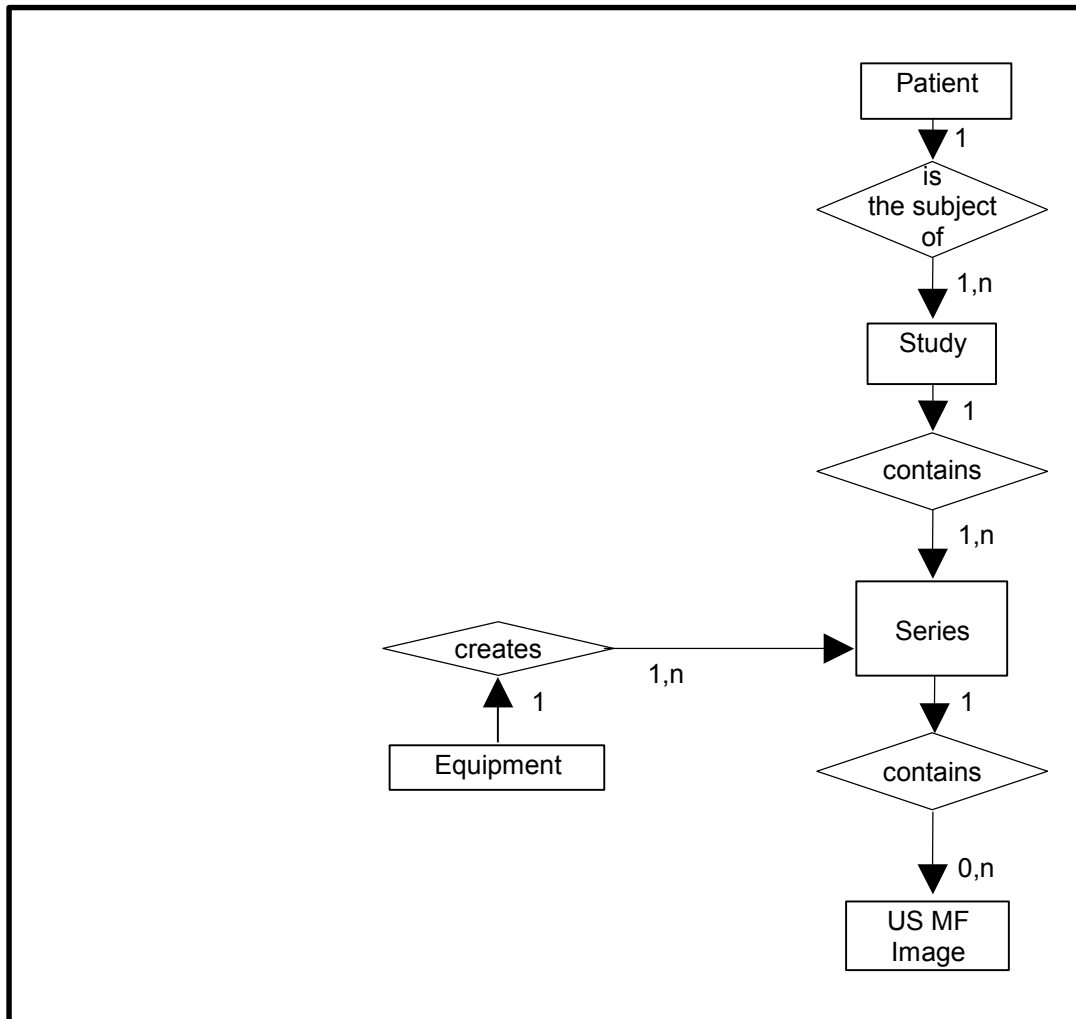 Patient
1
is
the subject
of
1,n
Study
1
contains
1,n
Series
creates
1,n
1
1
Equipment
contains
0,n
US MF
Image